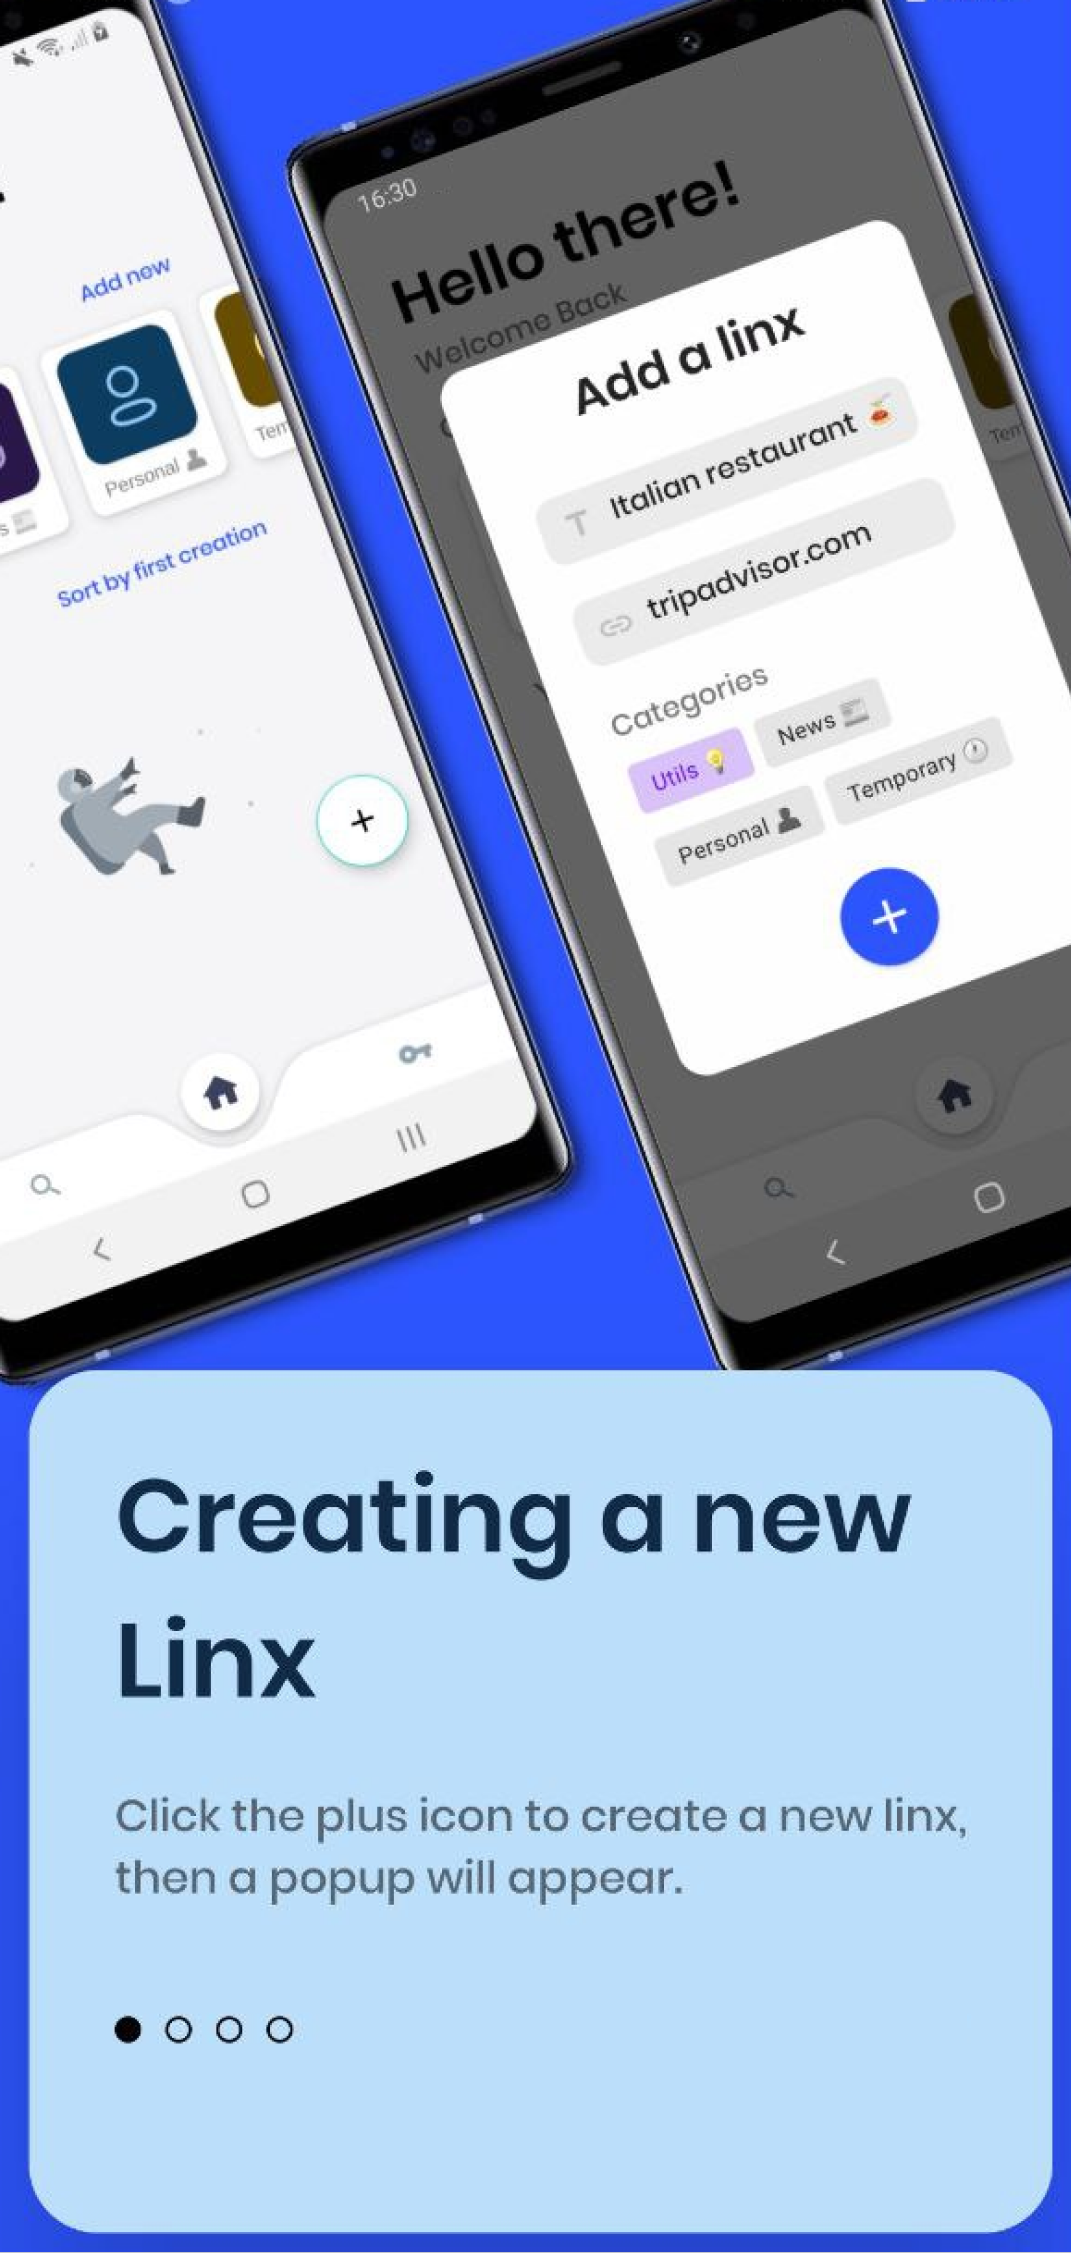 Add new
Personal
Sort by first creation
16:30
Hello there!
Welcome Back
Add a linx
Italian restaurant
tripadvisor.com
Categories
Utils
News
Personal
Temporary
Creating a new
Linx
Click the plus icon to create a new linx,
then a popup will appear.